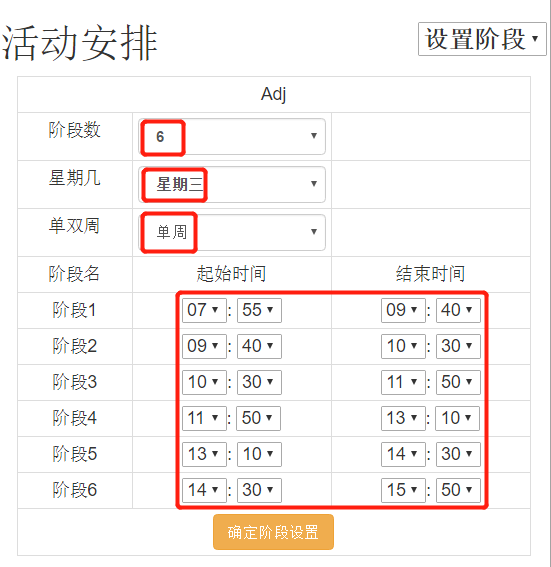 活动安排 设置阶段
Adj
阶段数 6
星期几 星期三
单双周 单周
阶段名 起始时间 结束时间
阶段1 07 : 55 09 : 40
阶段2 09 : 40 10 : 30
阶段3 10 : 30 11 : 50
阶段4 11 : 50 13 : 10
阶段5 13 : 10 14 : 30
阶段6 14 : 30 15 : 50
确定阶段设置